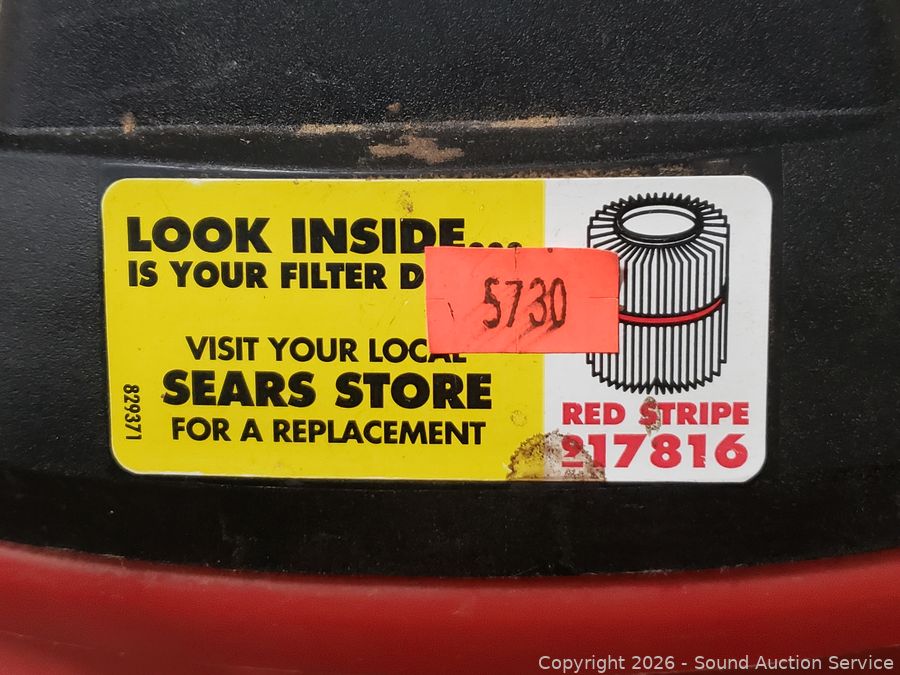 LOOK INSIDE...
IS YOUR FILTER D
5730
VISIT YOUR LOCAL
SEARS STORE
FOR A REPLACEMENT
829371
RED STRIPE
917816
Copyright 2026 - Sound Auction Service